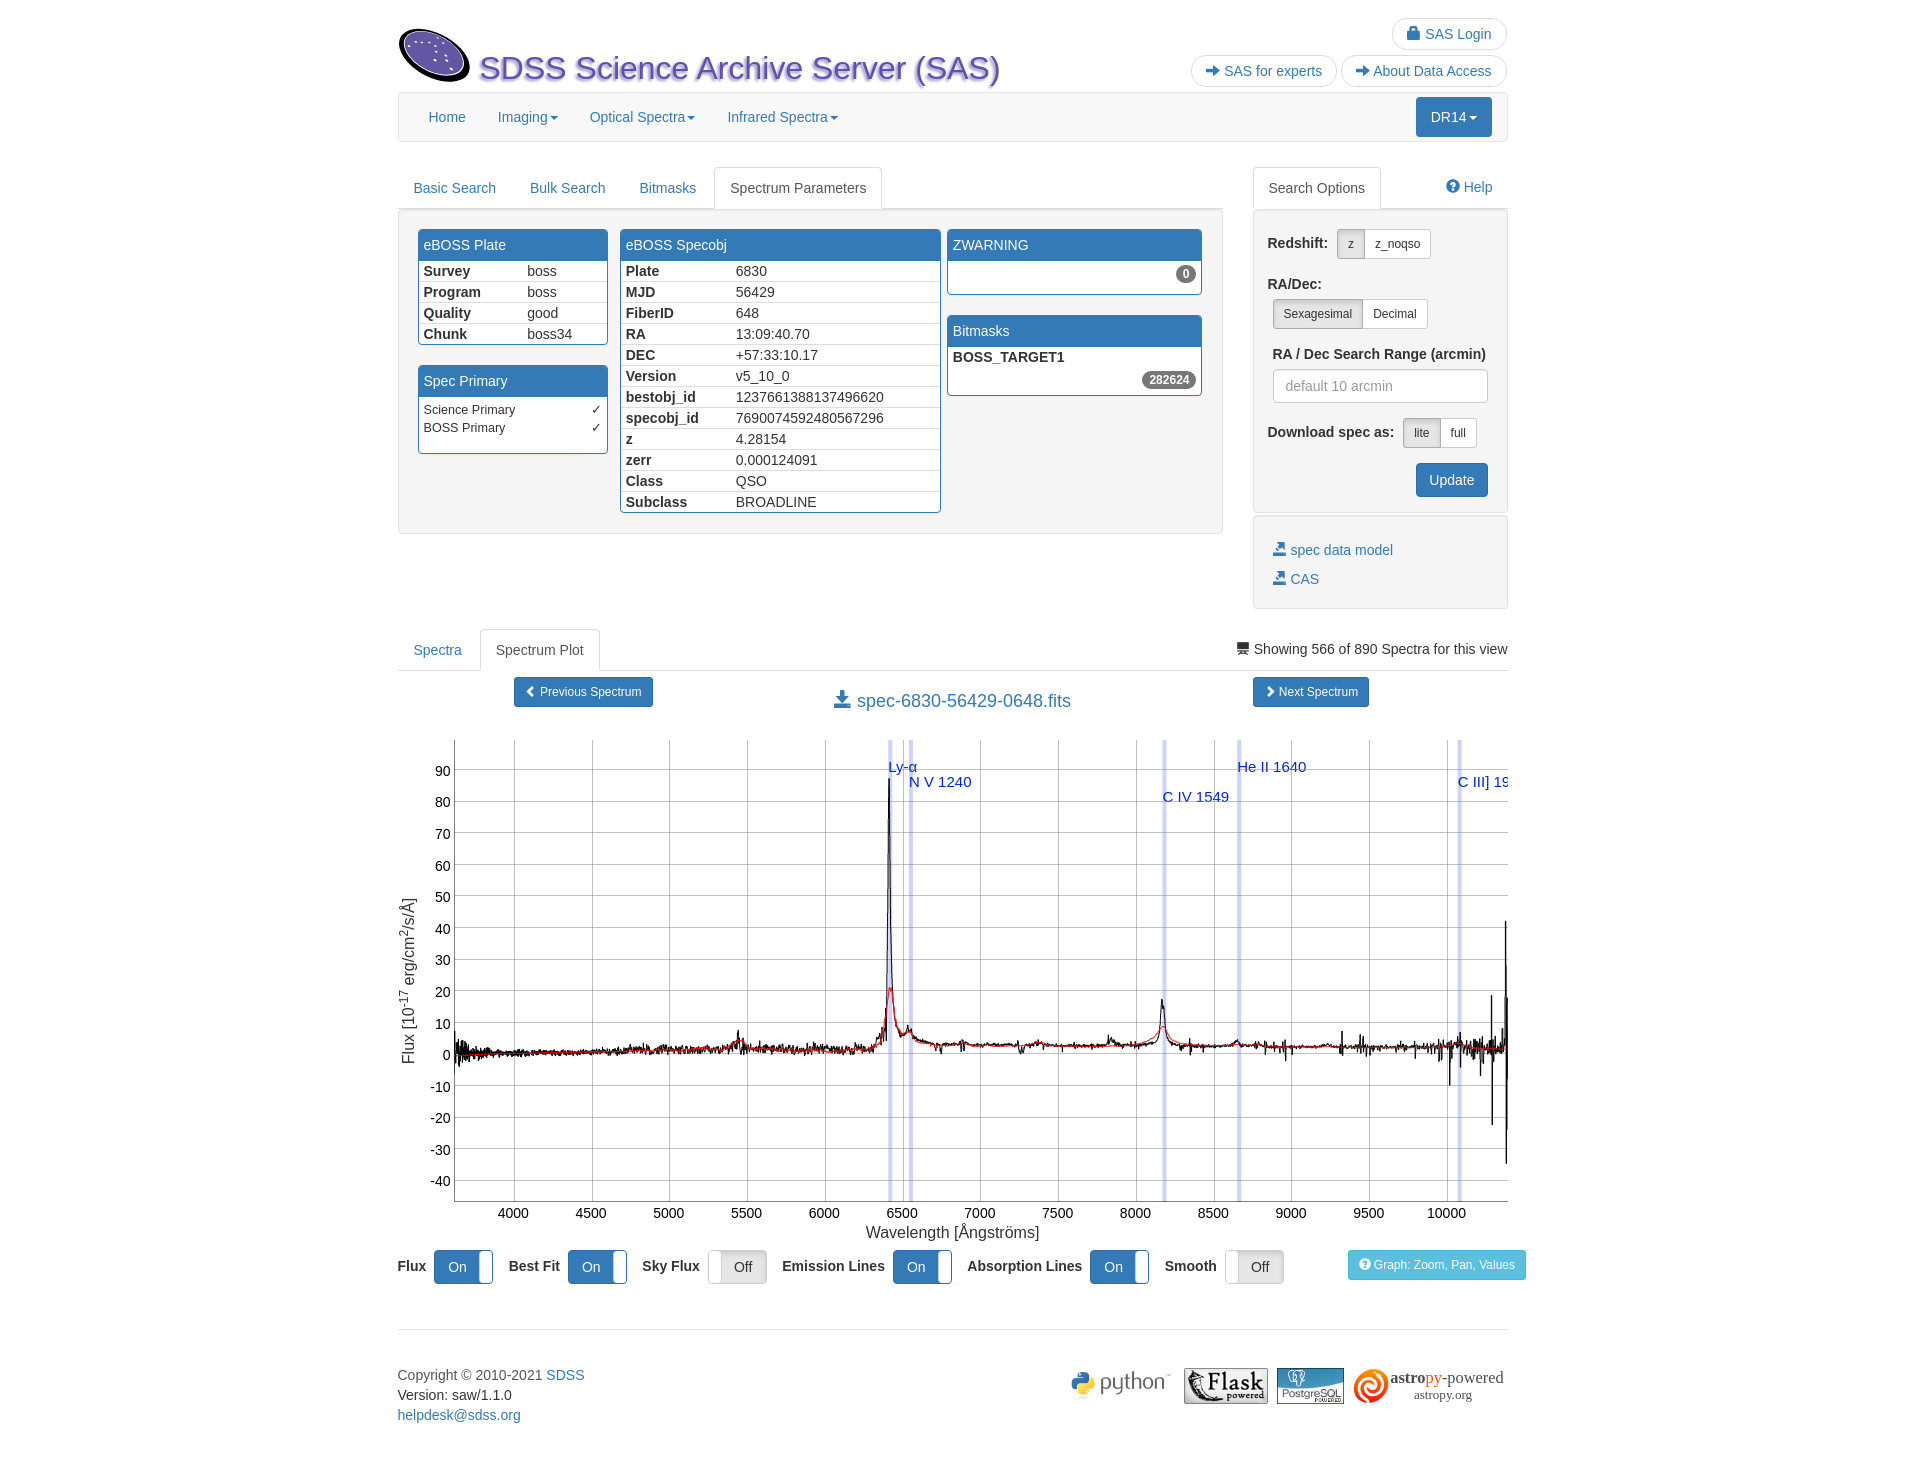 SAS Login
SDSS Science Archive Server (SAS)
SAS for experts
About Data Access
Home
Imaging
Optical Spectra
Infrared Spectra
DR14
Basic Search
Bulk Search
Bitmasks
Spectrum Parameters
Search Options
Help
eBOSS Plate
Survey boss
Program boss
Quality good
Chunk boss34
Spec Primary
Science Primary ✓
BOSS Primary ✓
eBOSS Specobj
Plate 6830
MJD 56429
FiberID 648
RA 13:09:40.70
DEC +57:33:10.17
Version v5_10_0
bestobj_id 1237661388137496620
specobj_id 7690074592480567296
z 4.28154
zerr 0.000124091
Class QSO
Subclass BROADLINE
ZWARNING
0
Bitmasks
BOSS_TARGET1
282624
Redshift: z z_noqso
RA/Dec:
Sexagesimal Decimal
RA / Dec Search Range (arcmin)
default 10 arcmin
Download spec as: lite full
Update
spec data model
CAS
Spectra
Spectrum Plot
Showing 566 of 890 Spectra for this view
Previous Spectrum
spec-6830-56429-0648.fits
Next Spectrum
Ly-α
N V 1240
C IV 1549
He II 1640
C III] 19
90
80
70
60
50
40
30
20
10
0
-10
-20
-30
-40
Flux [10-17 erg/cm2/s/Å]
4000 4500 5000 5500 6000 6500 7000 7500 8000 8500 9000 9500 10000
Wavelength [Ångströms]
Flux On Best Fit On Sky Flux Off Emission Lines On Absorption Lines On Smooth Off
Graph: Zoom, Pan, Values
Copyright © 2010-2021 SDSS
Version: saw/1.1.0
helpdesk@sdss.org
python
Flask
powered
PostgreSQL
POWERED
astropy-powered
astropy.org